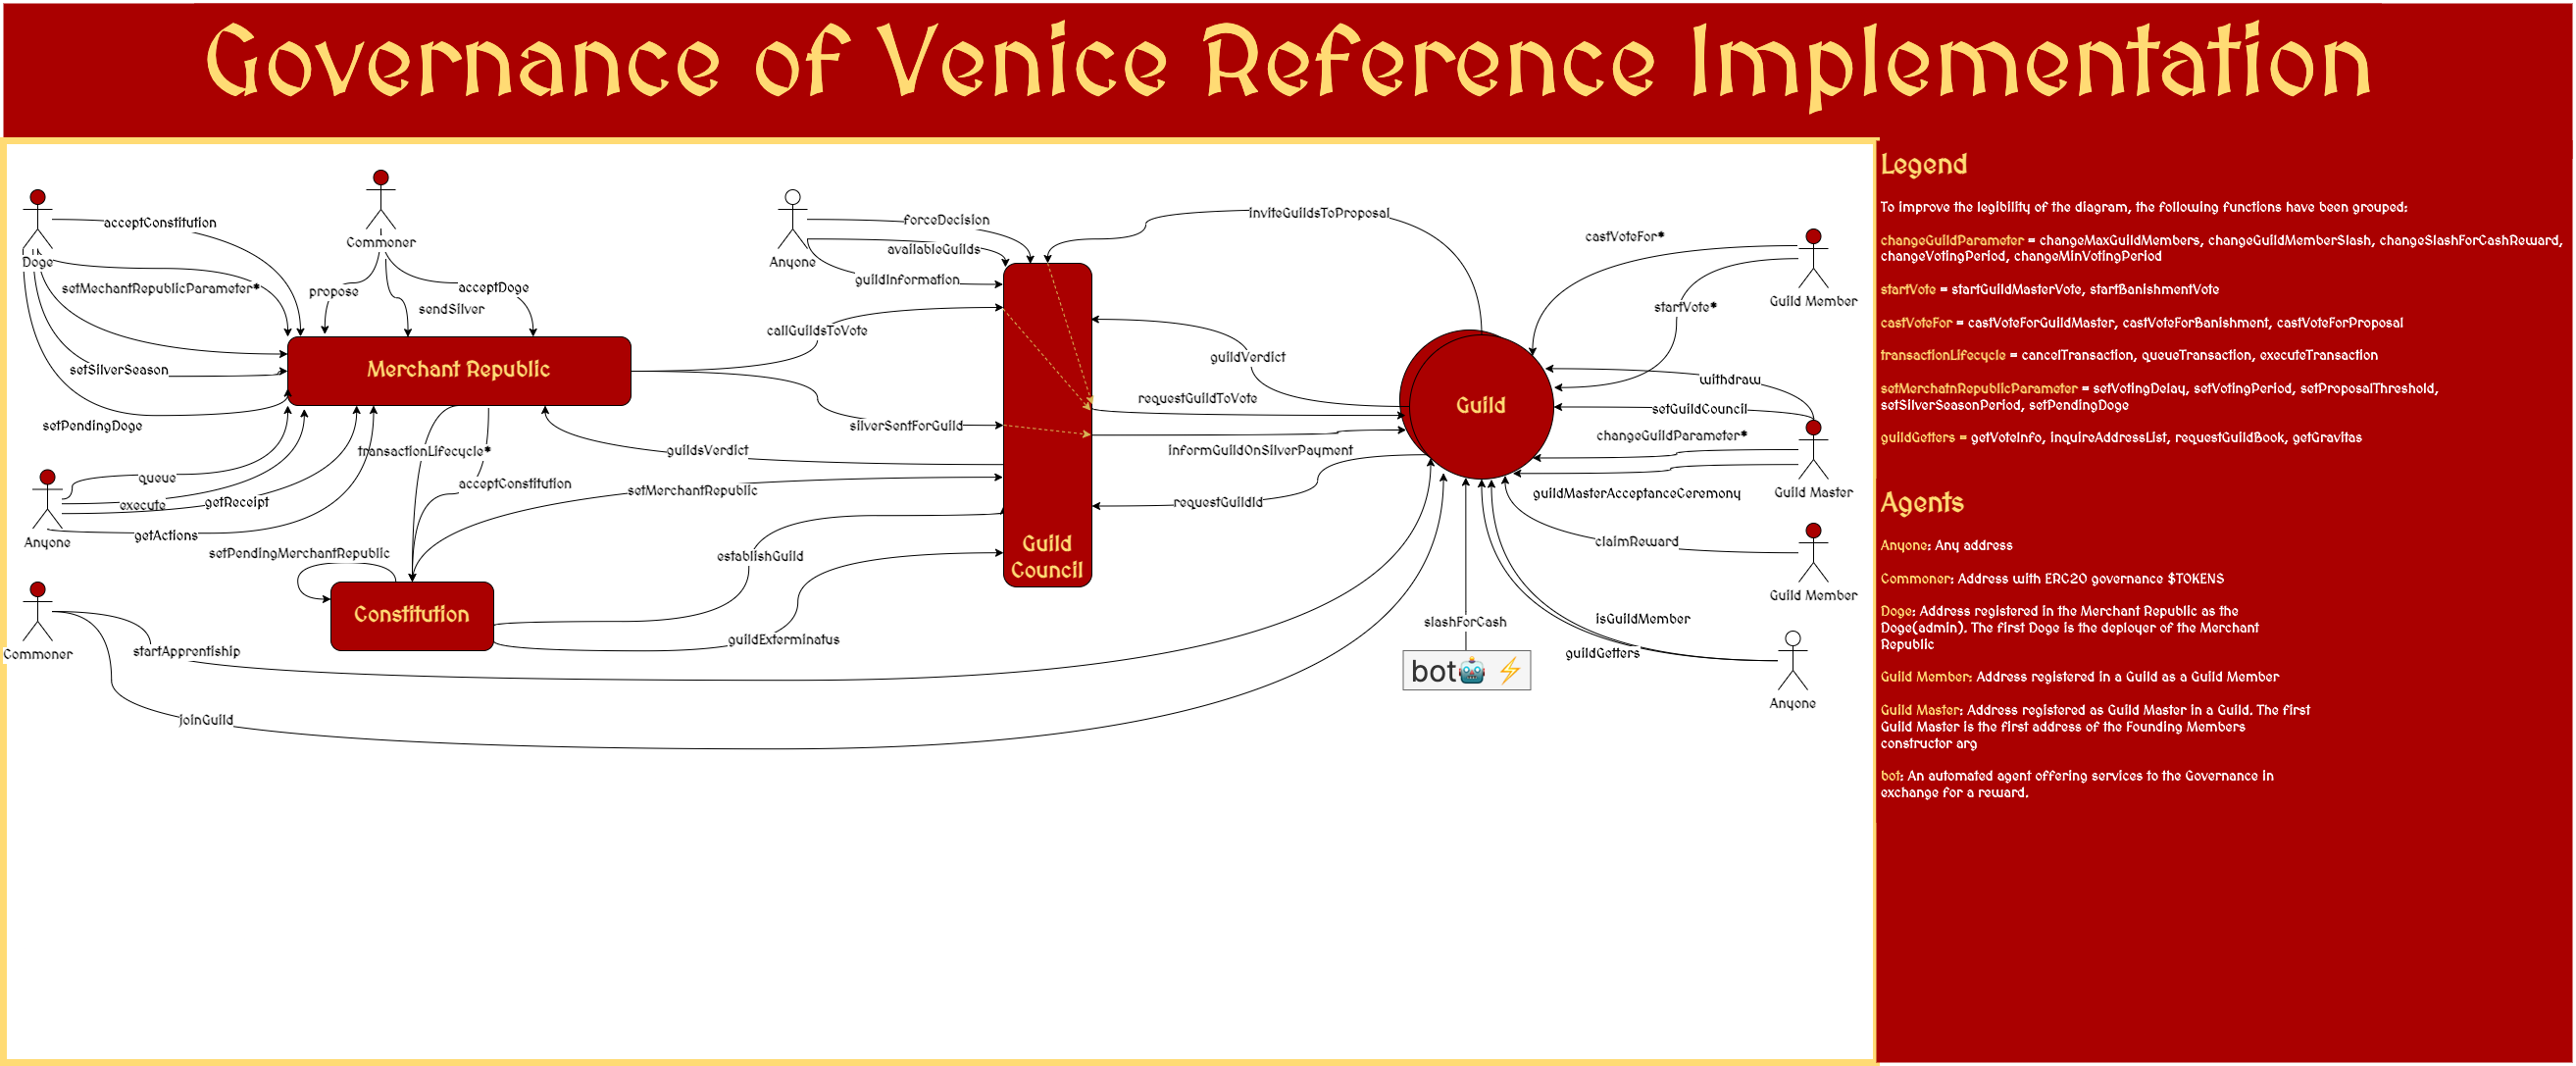 Governance of Venice Reference Implementation
Doge
acceptConstitution
setMechantRepublicParameter*
setSilverSeason
setPendingDoge
Commoner
propose
sendSilver
acceptDoge
Merchant Republic
Anyone
queue
execute
getReceipt
getActions
transactionLifecycle*
acceptConstitution
setPendingMerchantRepublic
Constitution
Commoner
startApprentiship
joinGuild
Anyone
forceDecision
availableGuilds
guildInformation
callGuildsToVote
silverSentForGuild
guildsVerdict
setMerchantRepublic
establishGuild
guildExterminatus
Guild
Council
inviteGuildsToProposal
guildVerdict
requestGuildToVote
informGuildOnSilverPayment
requestGuildId
Guild
castVoteFor*
startVote*
Guild Member
withdraw
setGuildCouncil
changeGuildParameter*
guildMasterAcceptanceCeremony
Guild Master
claimReward
Guild Member
slashForCash
bot🤖 ⚡
isGuildMember
guildGetters
Anyone
Legend
To improve the legibility of the diagram, the following functions have been grouped:
changeGuildParameter = changeMaxGuildMembers, changeGuildMemberSlash, changeSlashForCashReward,
changeVotingPeriod, changeMinVotingPeriod
startVote = startGuildMasterVote, startBanishmentVote
castVoteFor = castVoteForGuildMaster, castVoteForBanishment, castVoteForProposal
transactionLifecycle = cancelTransaction, queueTransaction, executeTransaction
setMerchatnRepublicParameter = setVotingDelay, setVotingPeriod, setProposalThreshold,
setSilverSeasonPeriod, setPendingDoge
guildGetters = getVoteInfo, inquireAddressList, requestGuildBook, getGravitas
Agents
Anyone: Any address
Commoner: Address with ERC20 governance $TOKENS
Doge: Address registered in the Merchant Republic as the
Doge(admin). The first Doge is the deployer of the Merchant
Republic
Guild Member: Address registered in a Guild as a Guild Member
Guild Master: Address registered as Guild Master in a Guild. The first
Guild Master is the first address of the Founding Members
constructor arg
bot: An automated agent offering services to the Governance in
exchange for a reward.